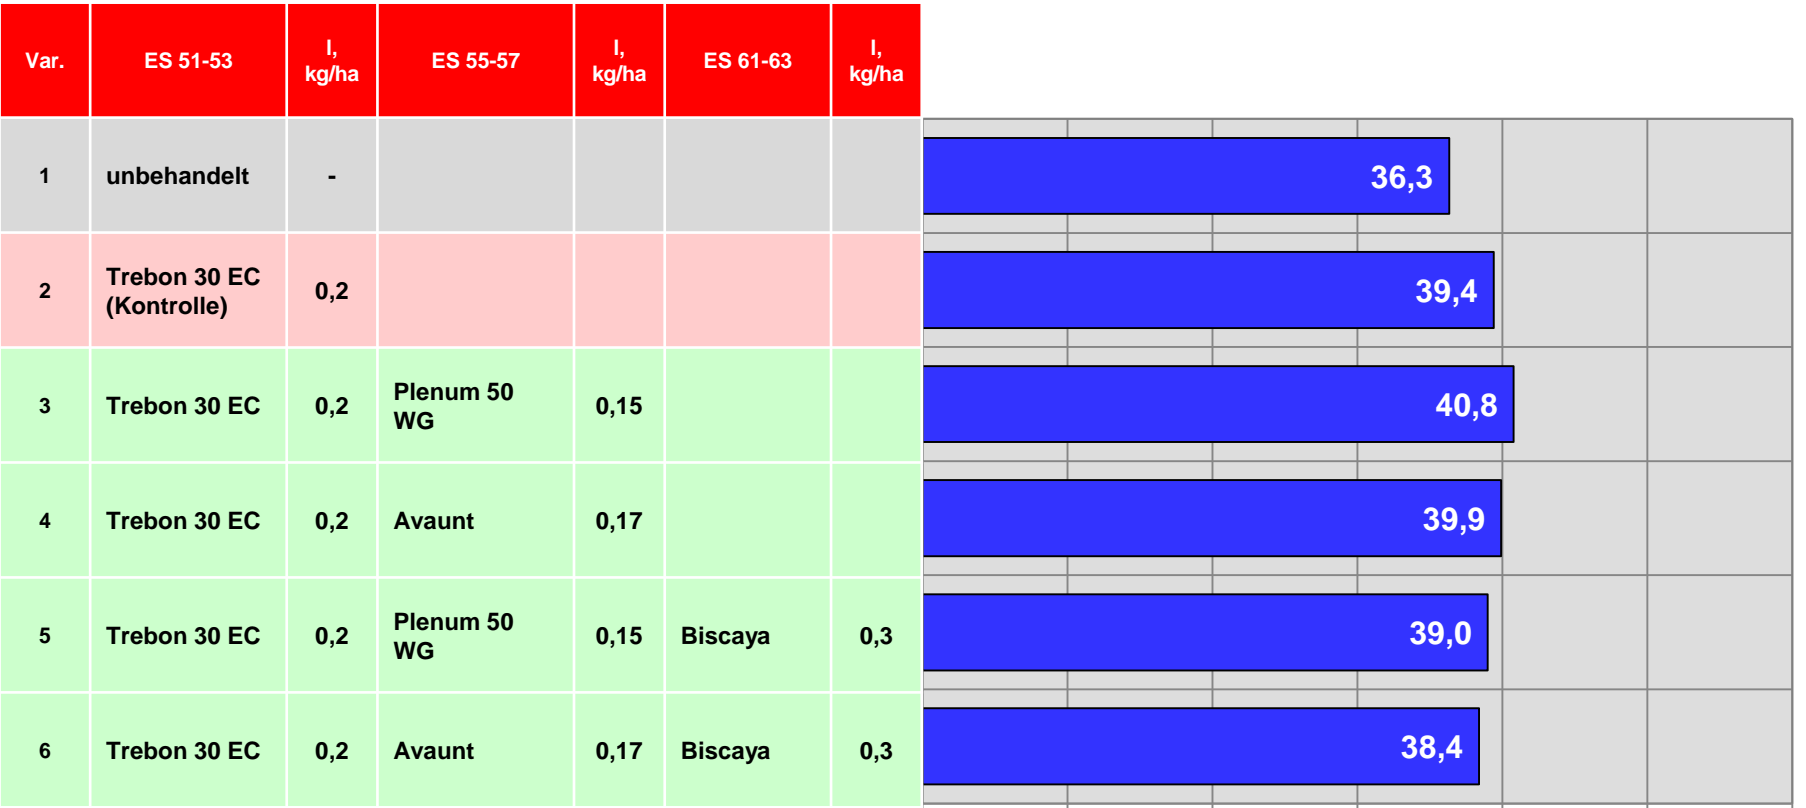 Var. ES 51-53 l, kg/ha ES 55-57 l, kg/ha ES 61-63 l, kg/ha
1 unbehandelt - 36,3
2 Trebon 30 EC (Kontrolle) 0,2 39,4
3 Trebon 30 EC 0,2 Plenum 50 WG 0,15 40,8
4 Trebon 30 EC 0,2 Avaunt 0,17 39,9
5 Trebon 30 EC 0,2 Plenum 50 WG 0,15 Biscaya 0,3 39,0
6 Trebon 30 EC 0,2 Avaunt 0,17 Biscaya 0,3 38,4